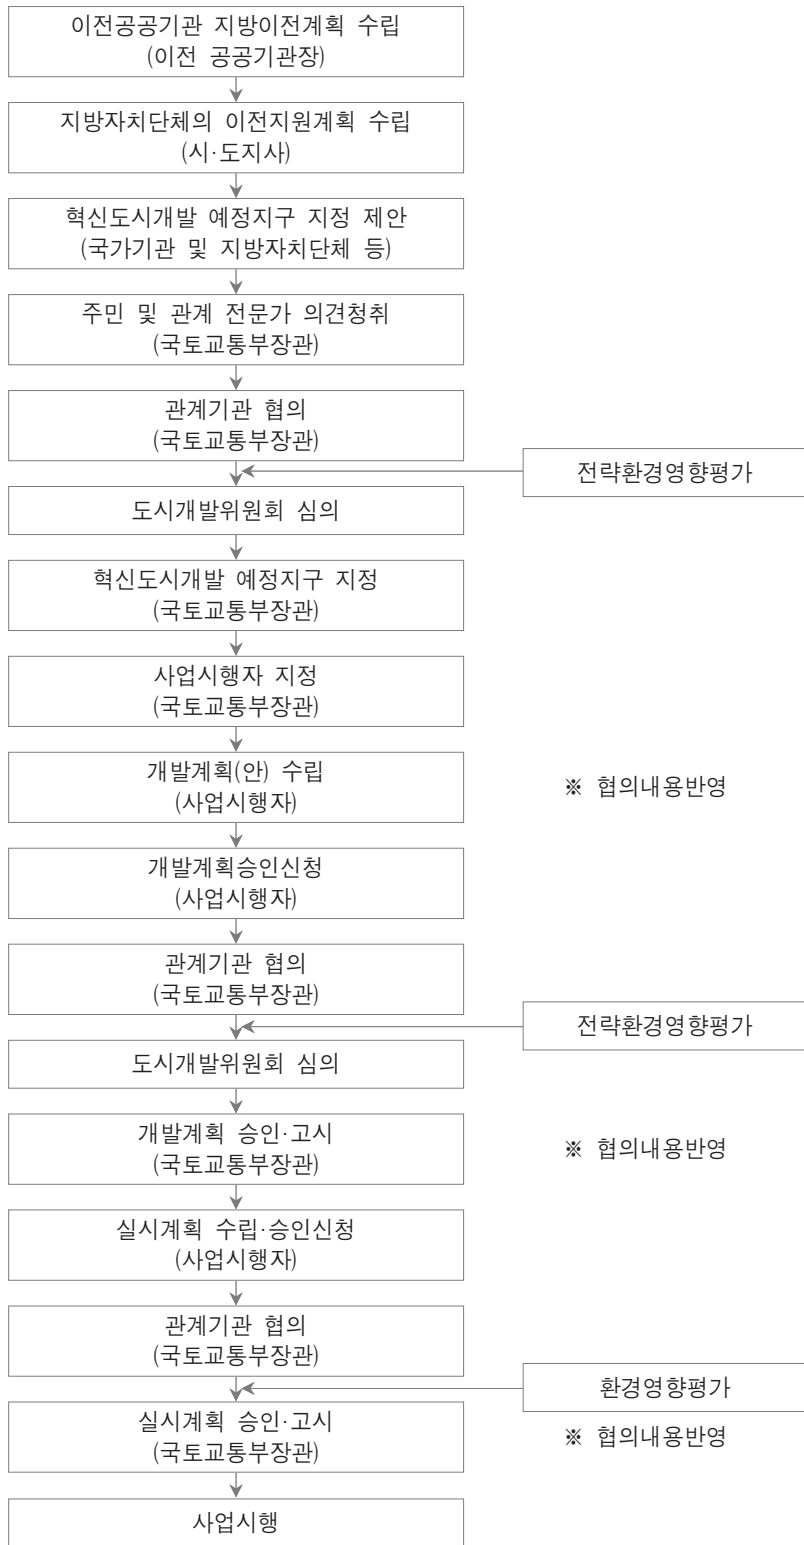 이전공공기관 지방이전계획 수립
(이전 공공기관장)
지방자치단체의 이전지원계획 수립
(시·도지사)
혁신도시개발 예정지구 지정 제안
(국가기관 및 지방자치단체 등)
주민 및 관계 전문가 의견청취
(국토교통부장관)
관계기관 협의
(국토교통부장관)
전략환경영향평가
도시개발위원회 심의
혁신도시개발 예정지구 지정
(국토교통부장관)
사업시행자 지정
(국토교통부장관)
개발계획(안) 수립
(사업시행자)
※ 협의내용반영
개발계획승인신청
(사업시행자)
관계기관 협의
(국토교통부장관)
전략환경영향평가
도시개발위원회 심의
개발계획 승인·고시
(국토교통부장관)
※ 협의내용반영
실시계획 수립·승인신청
(사업시행자)
관계기관 협의
(국토교통부장관)
환경영향평가
실시계획 승인·고시
(국토교통부장관)
※ 협의내용반영
사업시행